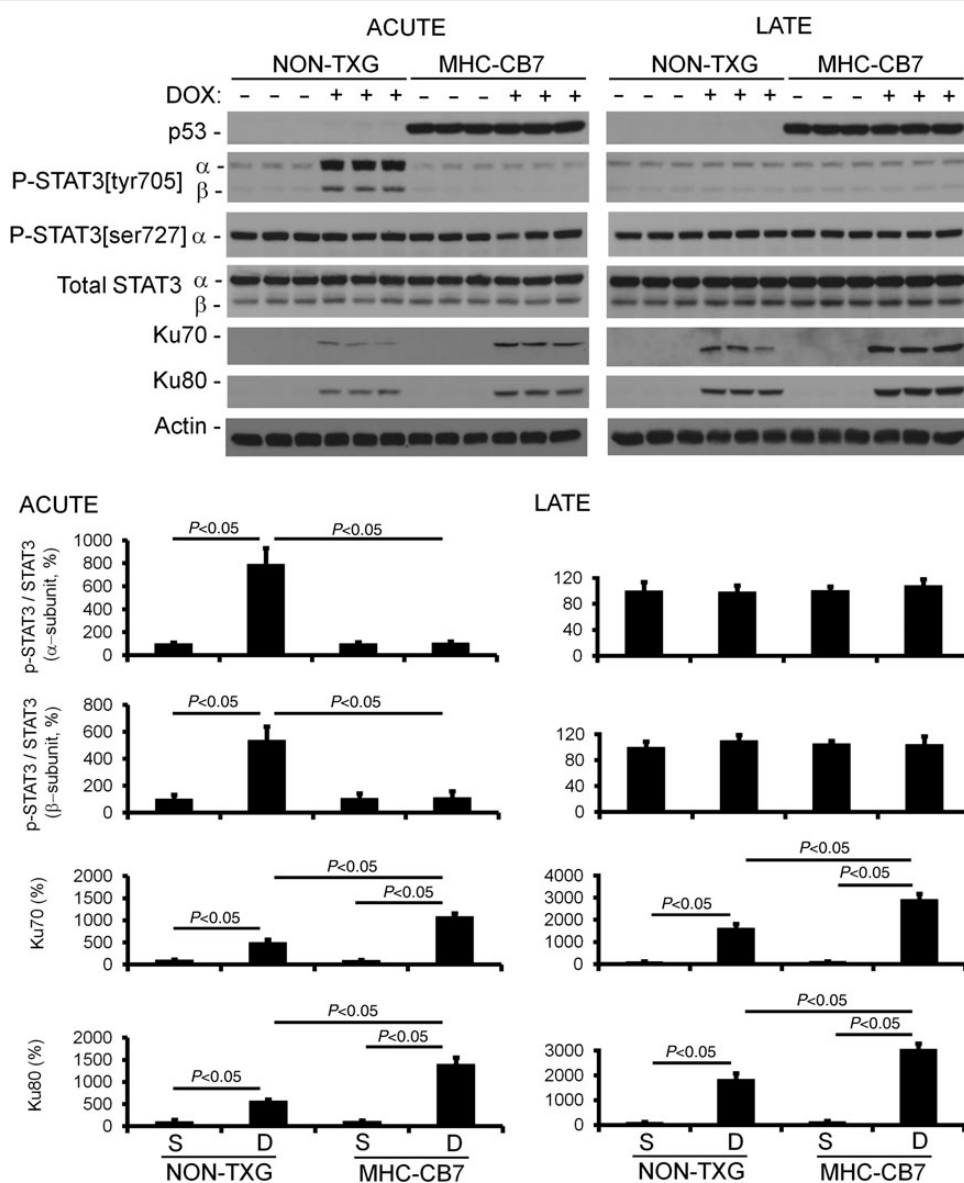 ACUTE LATE
NON-TXG MHC-CB7 NON-TXG MHC-CB7
DOX: - - - + + + - - - + + + - - - + + + - - - + + +
p53 -
P-STAT3[tyr705] α -
β -
P-STAT3[ser727] α -
Total STAT3 α -
β -
Ku70 -
Ku80 -
Actin -
ACUTE
p-STAT3 / STAT3
(α–subunit, %)
1000
800
600
400
200
0
P<0.05 P<0.05
p-STAT3 / STAT3
(β–subunit, %)
800
600
400
200
0
P<0.05 P<0.05
Ku70 (%)
2000
1500
1000
500
0
P<0.05
P<0.05
P<0.05
Ku80 (%)
2000
1500
1000
500
0
P<0.05
P<0.05
P<0.05
S D S D
NON-TXG MHC-CB7
LATE
120
80
40
0
120
80
40
0
4000
3000
2000
1000
0
P<0.05
P<0.05
P<0.05
3000
2000
1000
0
P<0.05
P<0.05
P<0.05
S D S D
NON-TXG MHC-CB7